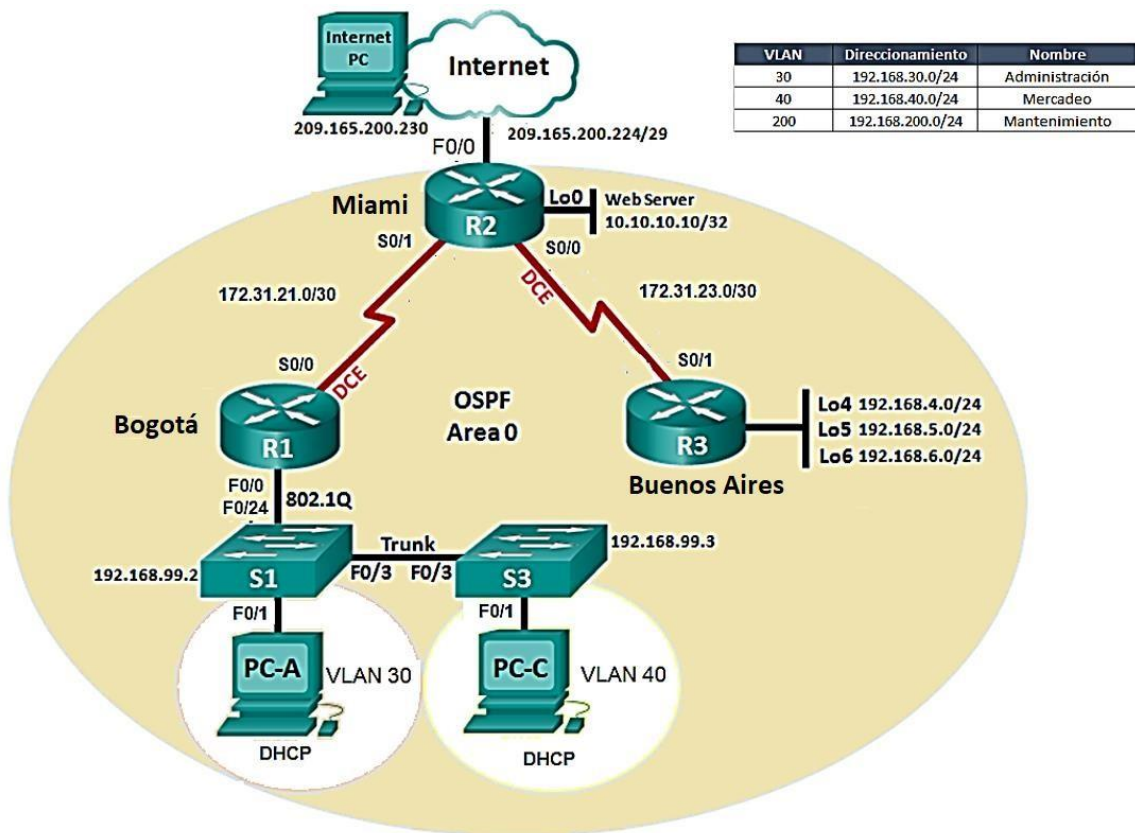 Internet
PC
Internet
209.165.200.230
209.165.200.224/29
F0/0
VLAN Direccionamiento Nombre
30 192.168.30.0/24 Administración
40 192.168.40.0/24 Mercadeo
200 192.168.200.0/24 Mantenimiento
Miami
R2
Lo0
Web Server
10.10.10.10/32
S0/1
S0/0
DCE
172.31.21.0/30
172.31.23.0/30
S0/0
DCE
S0/1
Bogotá
R1
OSPF
Area 0
R3
Buenos Aires
Lo4 192.168.4.0/24
Lo5 192.168.5.0/24
Lo6 192.168.6.0/24
F0/0
F0/24
802.1Q
192.168.99.2
S1
Trunk
F0/3 F0/3
S3
192.168.99.3
F0/1
F0/1
PC-A
VLAN 30
DHCP
PC-C
VLAN 40
DHCP